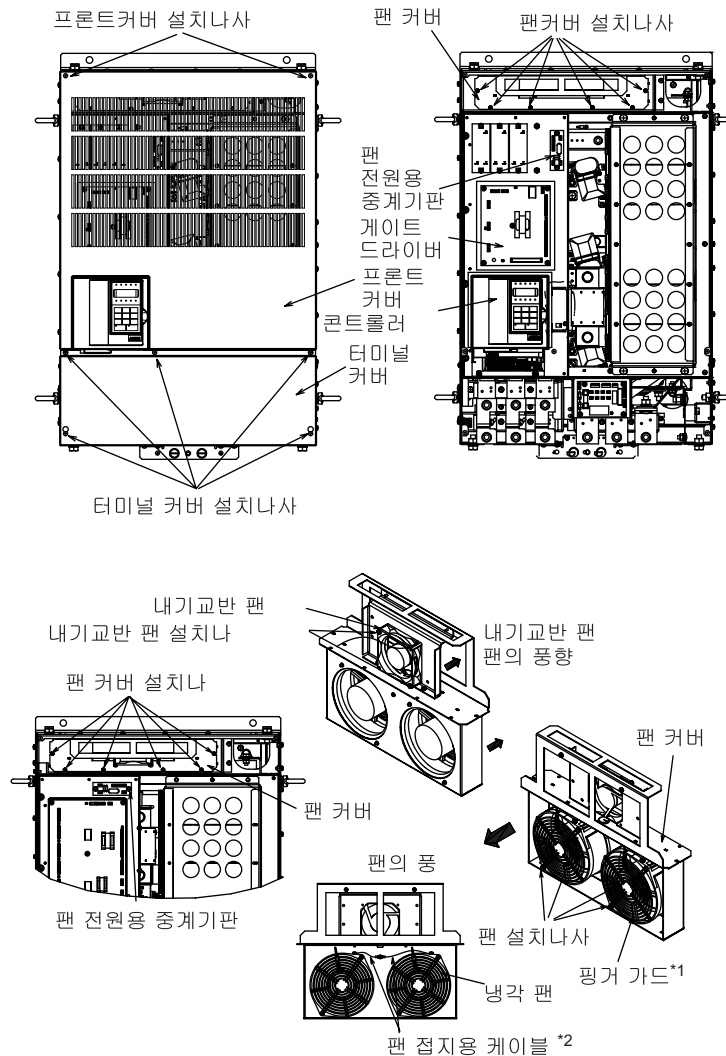 프론트커버 설치나사
팬 커버
팬커버 설치나사
팬
전원용
중계기판
게이트
드라이버
프론트
커버
콘트롤러
터미널
커버
터미널 커버 설치나사
내기교반 팬
내기교반 팬 설치나
내기교반 팬
팬의 풍향
팬 커버 설치나
팬 커버
팬 커버
팬의 풍
팬 전원용 중계기판
팬 설치나사
핑거 가드*1
냉각 팬
팬 접지용 케이블 *2